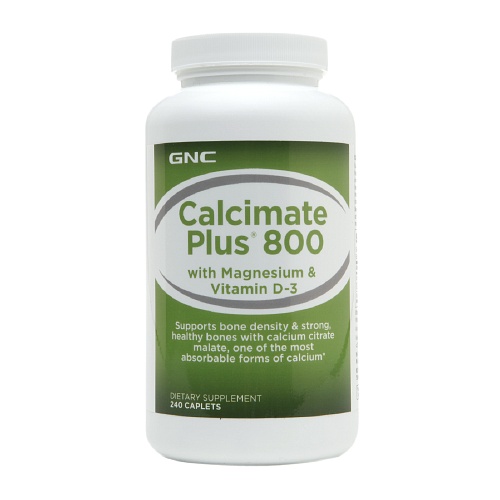 GNC
Calcimate
Plus® 800
with Magnesium &
Vitamin D-3
Supports bone density & strong,
healthy bones with calcium citrate
malate, one of the most
absorbable forms of calcium*
DIETARY SUPPLEMENT
240 CAPLETS